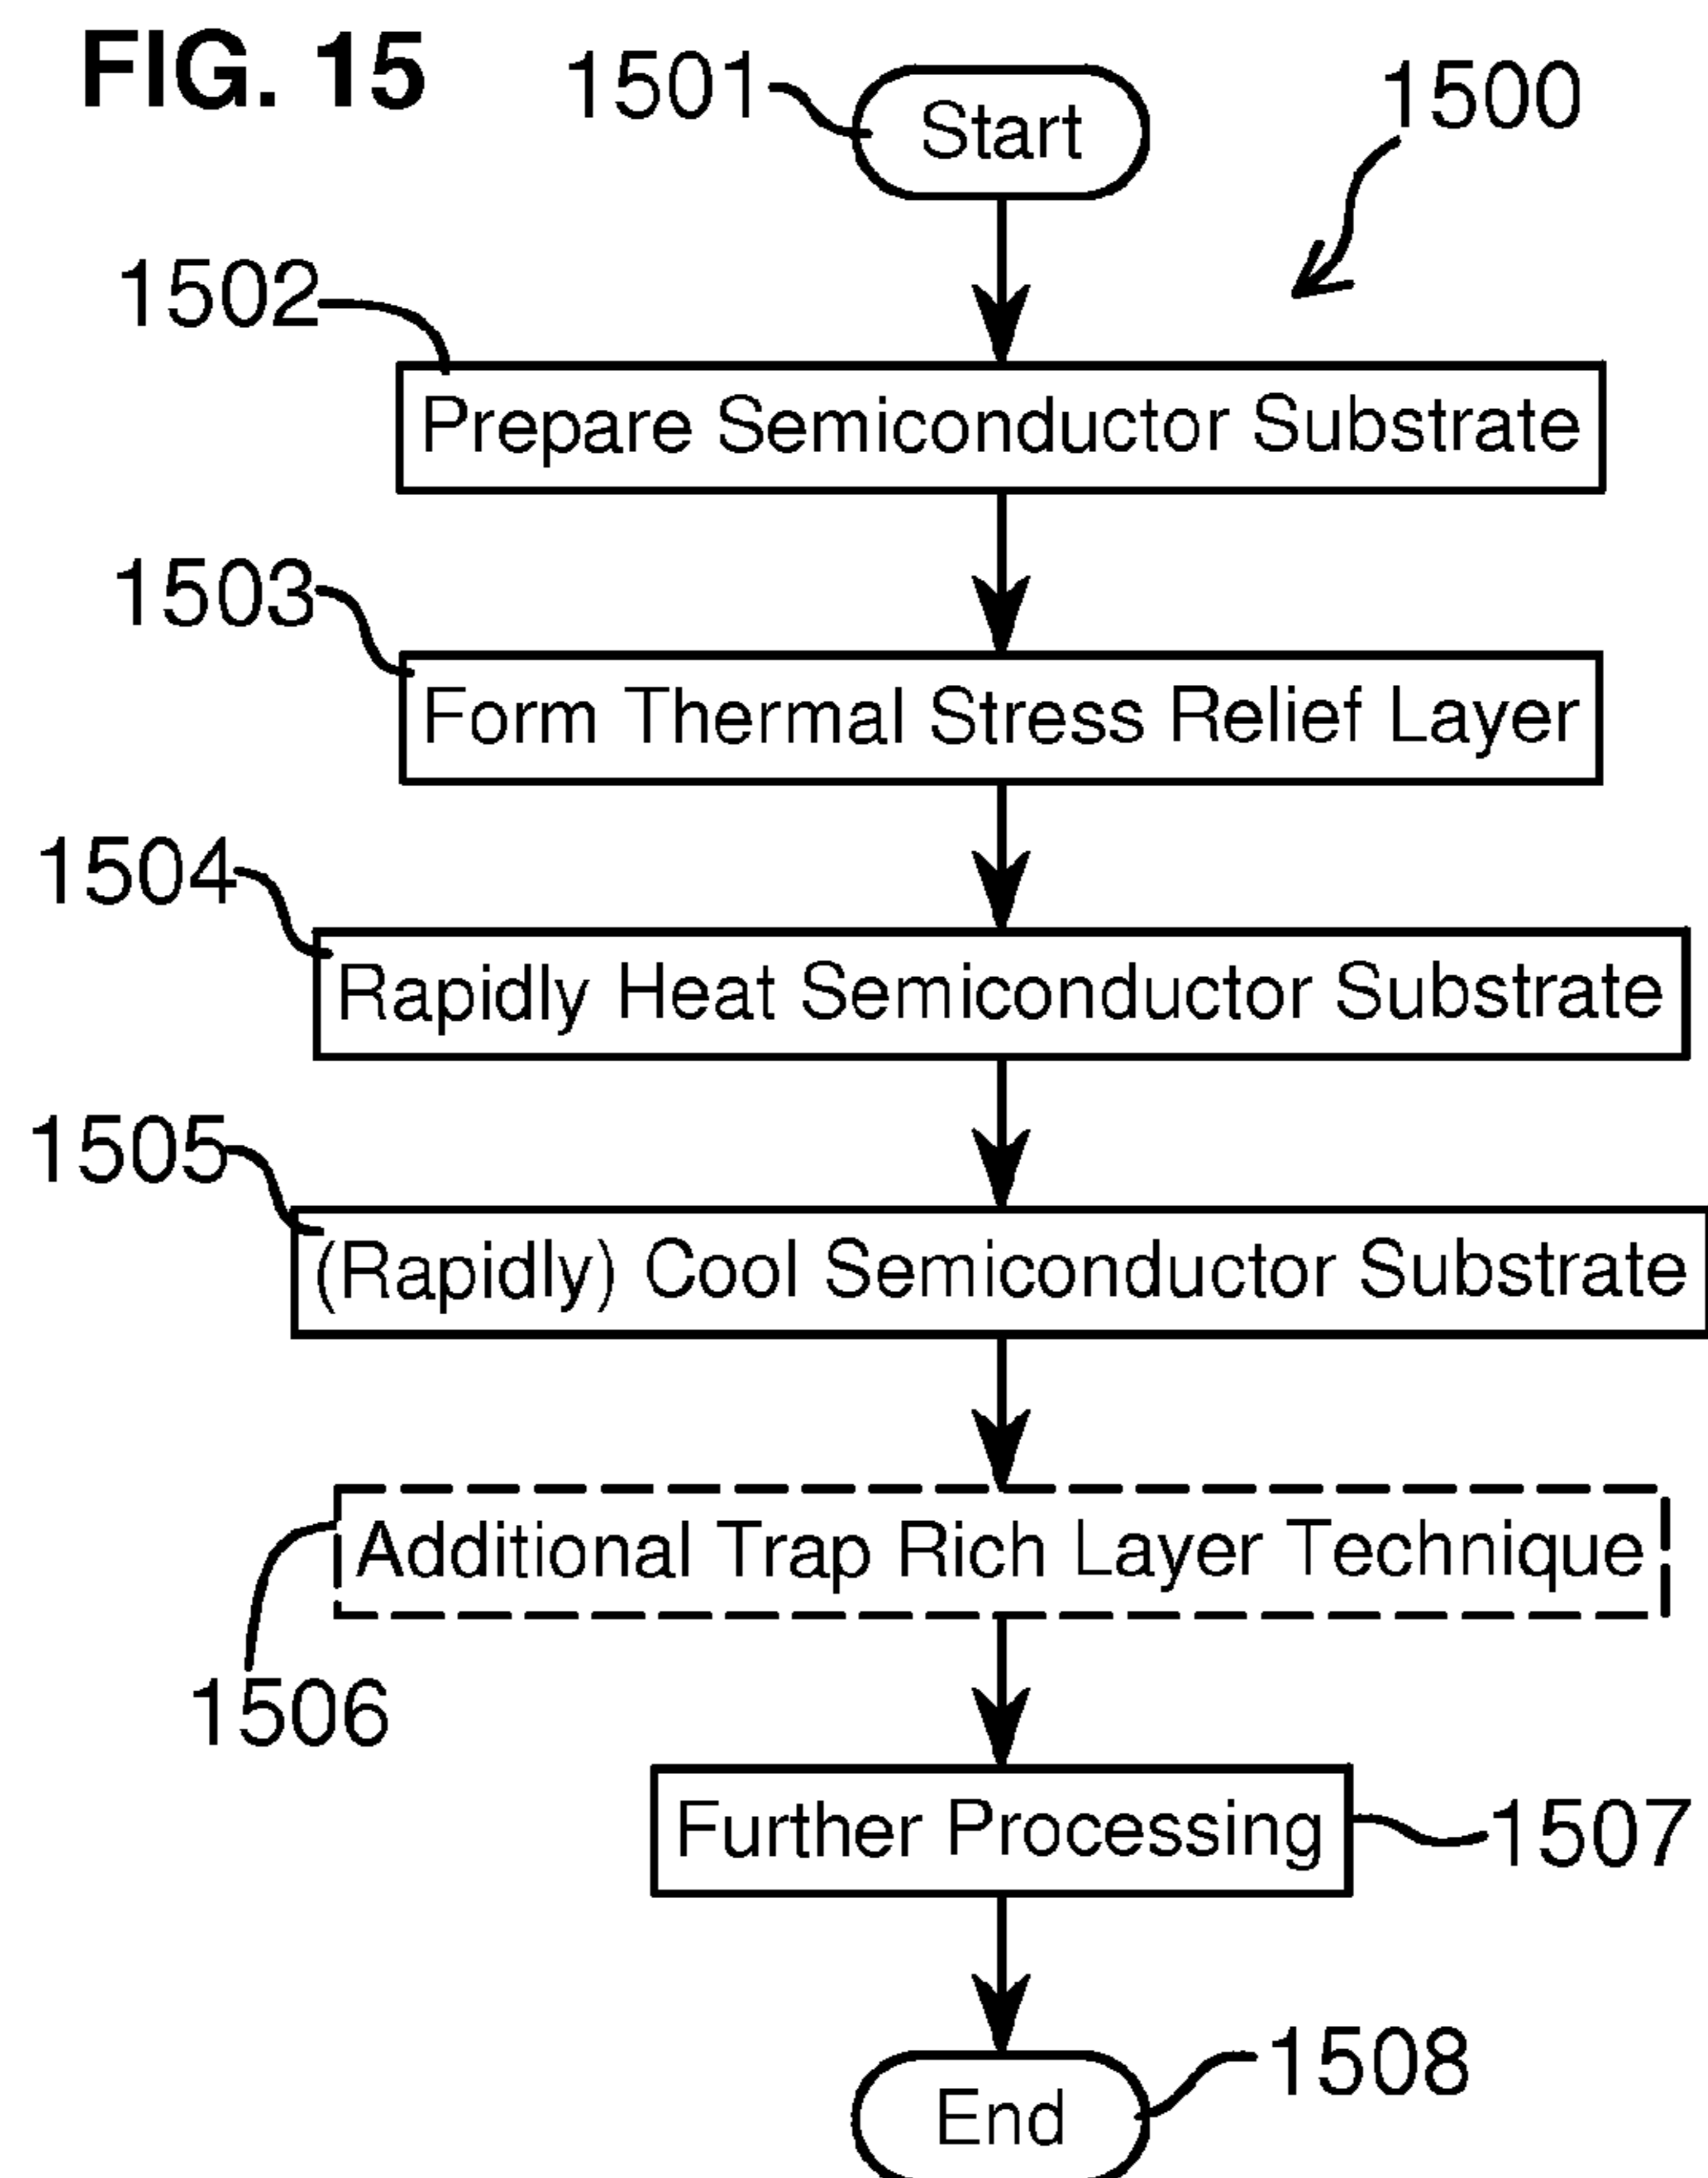 FIG. 15
1501
Start
1500
1502
Prepare Semiconductor Substrate
1503
Form Thermal Stress Relief Layer
1504
Rapidly Heat Semiconductor Substrate
1505
(Rapidly) Cool Semiconductor Substrate
Additional Trap Rich Layer Technique
1506
Further Processing
1507
1508
End